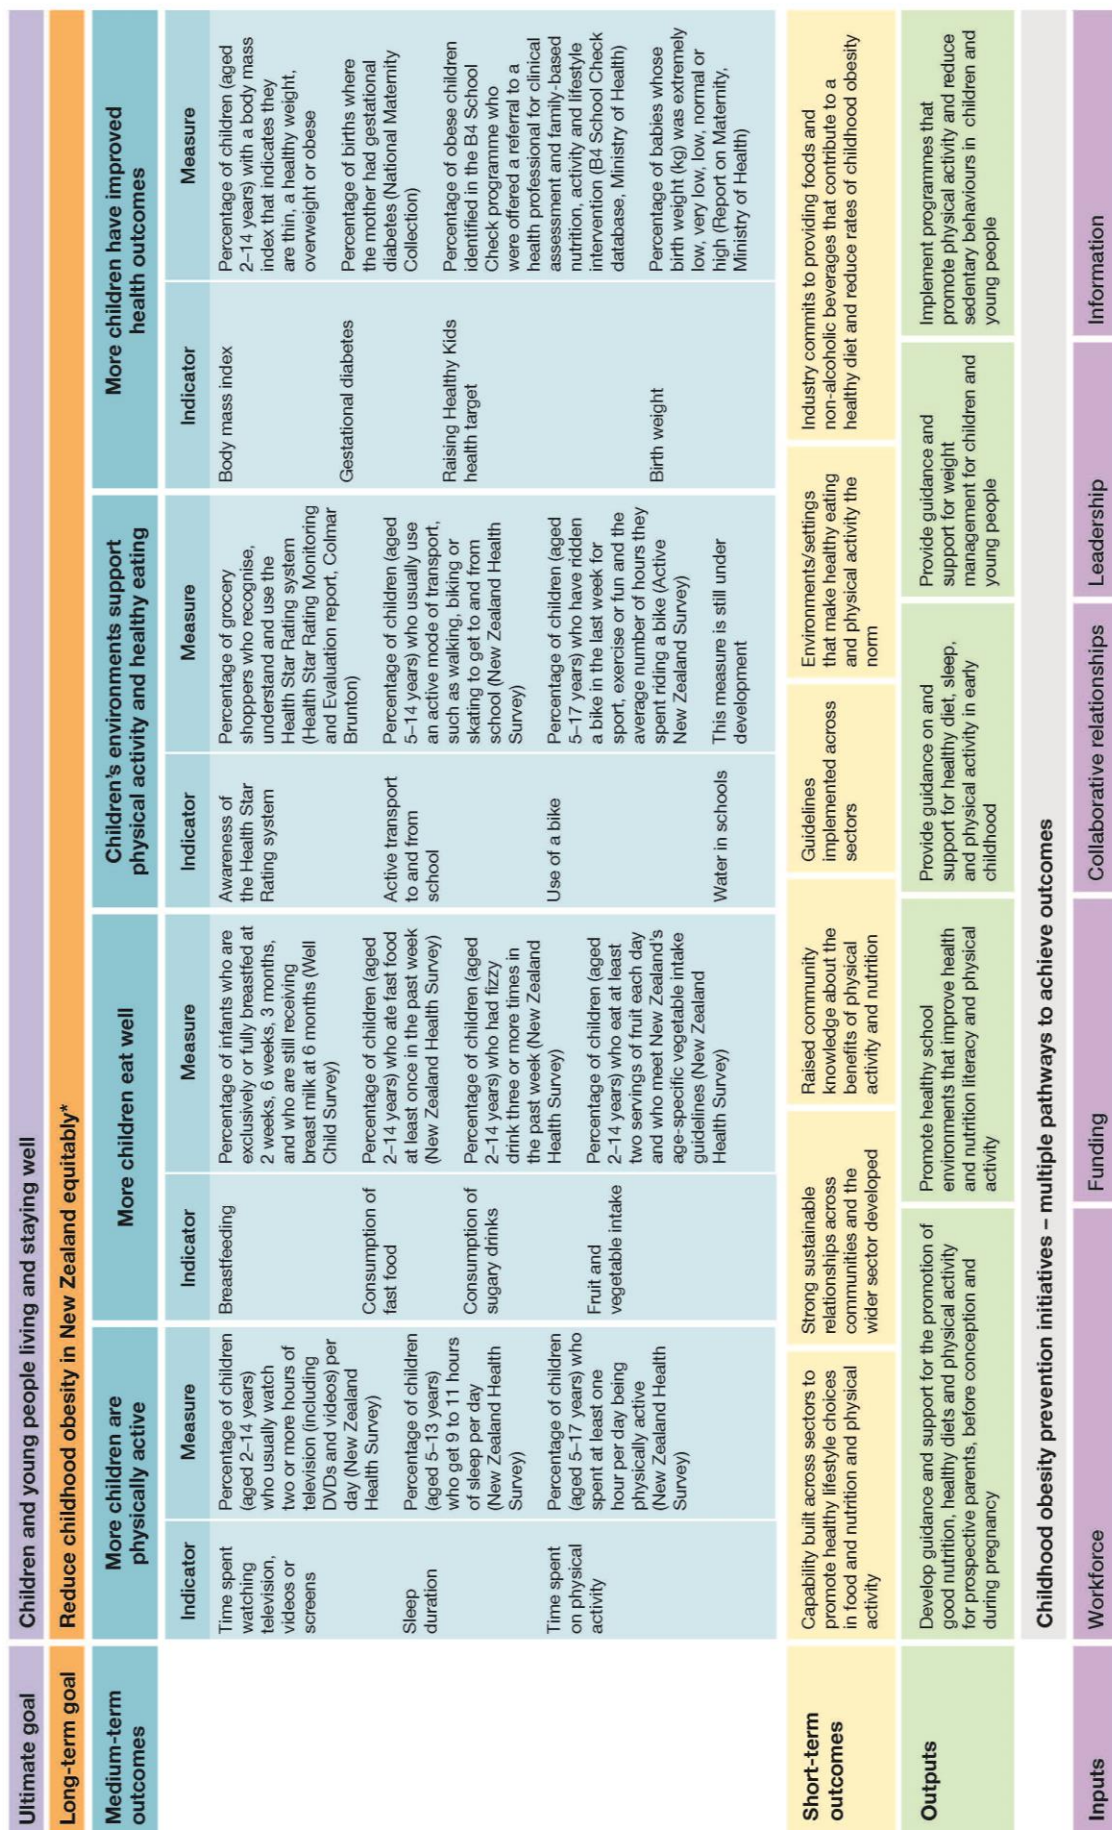 Ultimate goal
Children and young people living and staying well
Long-term goal
Reduce childhood obesity in New Zealand equitably*
Medium-term
outcomes
More children are
physically active
Indicator
Measure
Time spent
watching
television,
videos or
screens
Percentage of children
(aged 2–14 years)
who usually watch
two or more hours of
television (including
DVDs and videos) per
day (New Zealand
Health Survey)
Sleep
duration
Percentage of children
(aged 5–13 years)
who get 9 to 11 hours
of sleep per day
(New Zealand Health
Survey)
Time spent
on physical
activity
Percentage of children
(aged 5–17 years) who
spent at least one
hour per day being
physically active
(New Zealand Health
Survey)
More children eat well
Indicator
Measure
Breastfeeding
Percentage of infants who are
exclusively or fully breastfed at
2 weeks, 6 weeks, 3 months,
and who are still receiving
breast milk at 6 months (Well
Child Survey)
Consumption of
fast food
Percentage of children (aged
2–14 years) who ate fast food
at least once in the past week
(New Zealand Health Survey)
Consumption of
sugary drinks
Percentage of children (aged
2–14 years) who had fizzy
drink three or more times in
the past week (New Zealand
Health Survey)
Fruit and
vegetable intake
Percentage of children (aged
2–14 years) who eat at least
two servings of fruit each day
and who meet New Zealand's
age-specific vegetable intake
guidelines (New Zealand
Health Survey)
Children's environments support
physical activity and healthy eating
Indicator
Measure
Awareness of
the Health Star
Rating system
Percentage of grocery
shoppers who recognise,
understand and use the
Health Star Rating system
(Health Star Rating Monitoring
and Evaluation report, Colmar
Brunton)
Active transport
to and from
school
Percentage of children (aged
5–14 years) who usually use
an active mode of transport,
such as walking, biking or
skating to get to and from
school (New Zealand Health
Survey)
Use of a bike
Percentage of children (aged
5–17 years) who have ridden
a bike in the last week for
sport, exercise or fun and the
average number of hours they
spent riding a bike (Active
New Zealand Survey)
Water in schools
This measure is still under
development
More children have improved
health outcomes
Indicator
Measure
Body mass index
Percentage of children (aged
2–14 years) with a body mass
index that indicates they
are thin, a healthy weight,
overweight or obese
Gestational diabetes
Percentage of births where
the mother had gestational
diabetes (National Maternity
Collection)
Raising Healthy Kids
health target
Percentage of obese children
identified in the B4 School
Check programme who
were offered a referral to a
health professional for clinical
assessment and family-based
nutrition, activity and lifestyle
intervention (B4 School Check
database, Ministry of Health)
Birth weight
Percentage of babies whose
birth weight (kg) was extremely
low, very low, low, normal or
high (Report on Maternity,
Ministry of Health)
Short-term
outcomes
Capability built across sectors to
promote healthy lifestyle choices
in food and nutrition and physical
activity
Strong sustainable
relationships across
communities and the
wider sector developed
Raised community
knowledge about the
benefits of physical
activity and nutrition
Guidelines
implemented across
sectors
Environments/settings
that make healthy eating
and physical activity the
norm
Industry commits to providing foods and
non-alcoholic beverages that contribute to a
healthy diet and reduce rates of childhood obesity
Outputs
Develop guidance and support for the promotion of
good nutrition, healthy diets and physical activity
for prospective parents, before conception and
during pregnancy
Promote healthy school
environments that improve health
and nutrition literacy and physical
activity
Provide guidance on and
support for healthy diet, sleep,
and physical activity in early
childhood
Provide guidance and
support for weight
management for children and
young people
Implement programmes that
promote physical activity and reduce
sedentary behaviours in children and
young people
Childhood obesity prevention initiatives – multiple pathways to achieve outcomes
Inputs
Workforce
Funding
Collaborative relationships
Leadership
Information